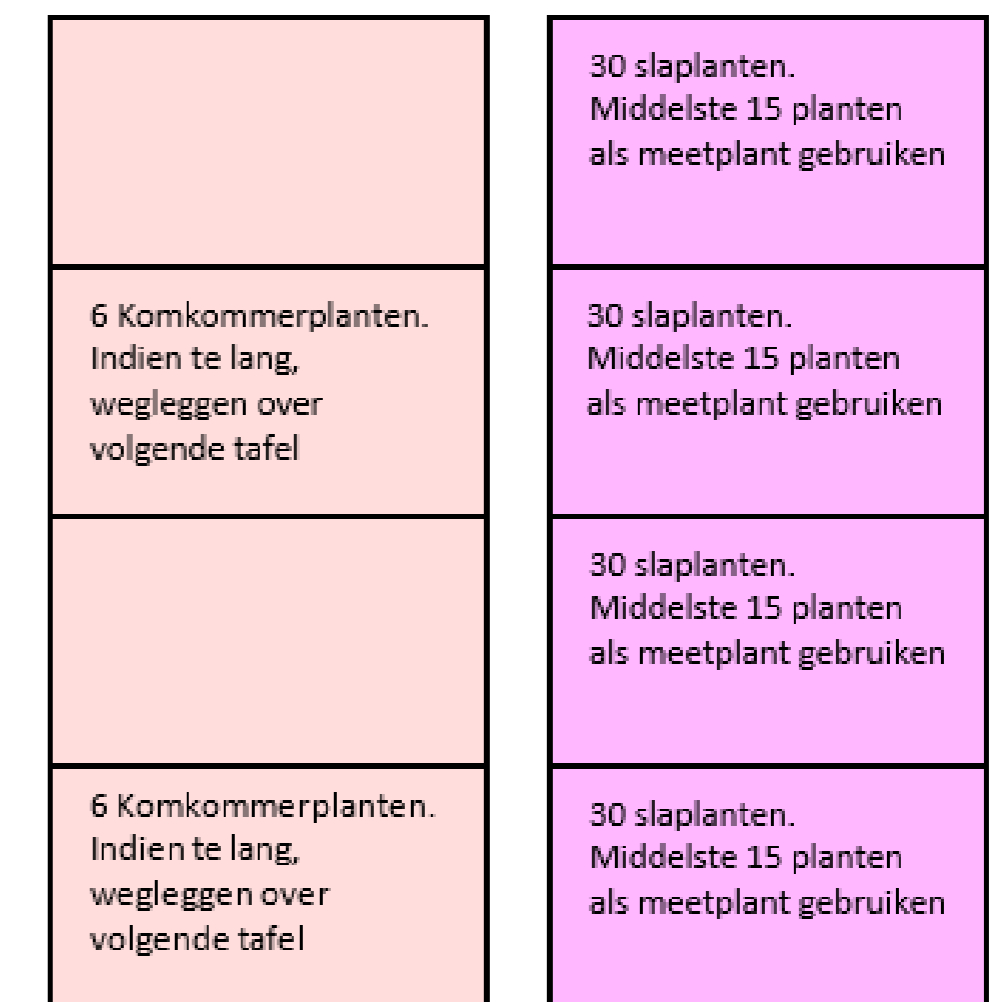 30 slaplanten.
Middelste 15 planten
als meetplant gebruiken
6 Komkommerplanten.
Indien te lang,
wegleggen over
volgende tafel
30 slaplanten.
Middelste 15 planten
als meetplant gebruiken
30 slaplanten.
Middelste 15 planten
als meetplant gebruiken
6 Komkommerplanten.
Indien te lang,
wegleggen over
volgende tafel
30 slaplanten.
Middelste 15 planten
als meetplant gebruiken